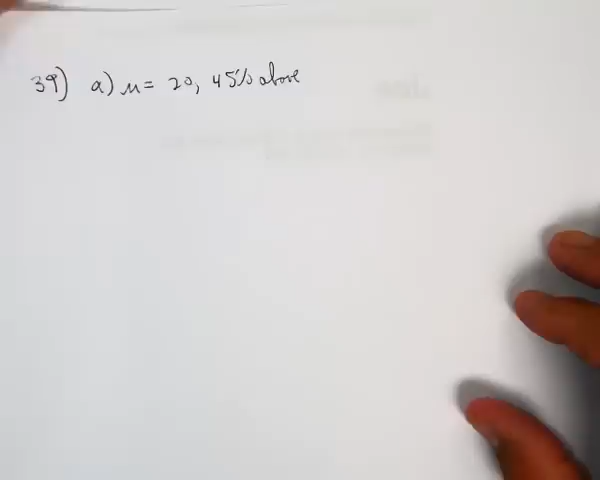 39) a) μ = 20, 45% above